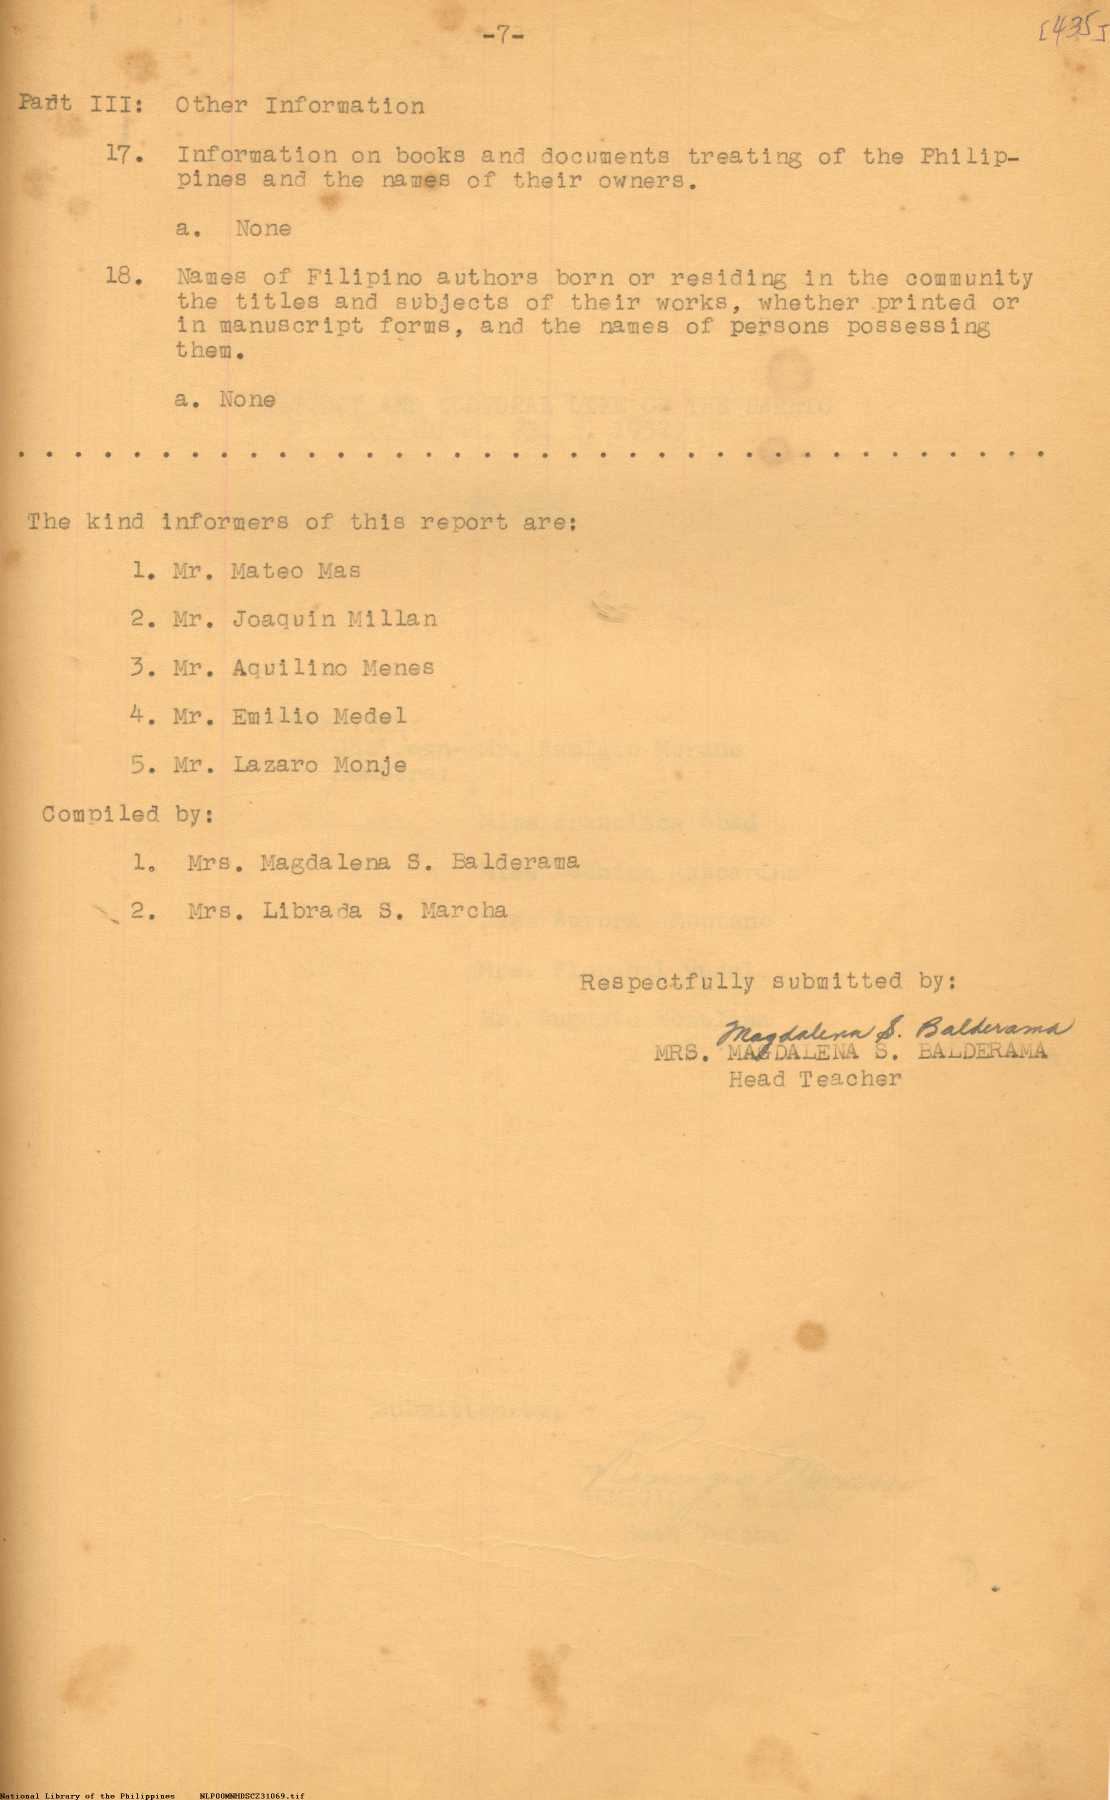 -7-
[435]
Part III: Other Information
17. Information on books and documents treating of the Philip-
pines and the names of their owners.
a. None
18. Names of Filipino authors born or residing in the community
the titles and subjects of their works, whether printed or
in manuscript forms, and the names of persons possessing
them.
a. None
. . . . . . . . . . . . . . . . . . . . . . . . . . . . . . . . . . . .
The kind informers of this report are:
1. Mr. Mateo Mas
2. Mr. Joaquin Millan
3. Mr. Aquilino Menes
4. Mr. Emilio Medel
5. Mr. Lazaro Monje
Compiled by:
1. Mrs. Magdalena S. Balderama
2. Mrs. Librada S. Marcha
Respectfully submitted by:
Magdalena S. Balderama
MRS. MAGDALENA S. BALDERAMA
Head Teacher
National Library of the Philippines NLP00MNHDSCZ31069.tif